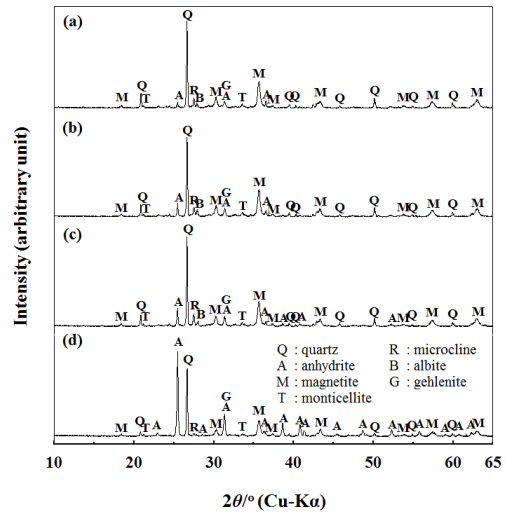 (a)
Q
M
M
G
Q
R
M
M
M
Q
M
T
A
B
A
A
M
Q
Q
Q
M
Q
(b)
Q
M
G
Q
A
R
M
M
Q
M
M
M
T
B
A
A
M
Q
Q
Q
M
Q
Q
(c)
Q
G
M
A
Q
R
M
A
A
M
Q
M
M
M
T
B
T
M
A
Q
Q
A
Q
A
M
Q
Q
(d)
A
Q
Q : quartz
R : microcline
A : anhydrite
B : albite
M : magnetite
G : gehlenite
T : monticellite
G
A
M
A
A
M
Q
M
M
T
A
R
A
M
T
A
M
A
A
A
Q
A
M
Q
A
M
A
Q
A
A
M
10
20
30
40
50
60
65
2θ/° (Cu-Kα)
Intensity (arbitrary unit)